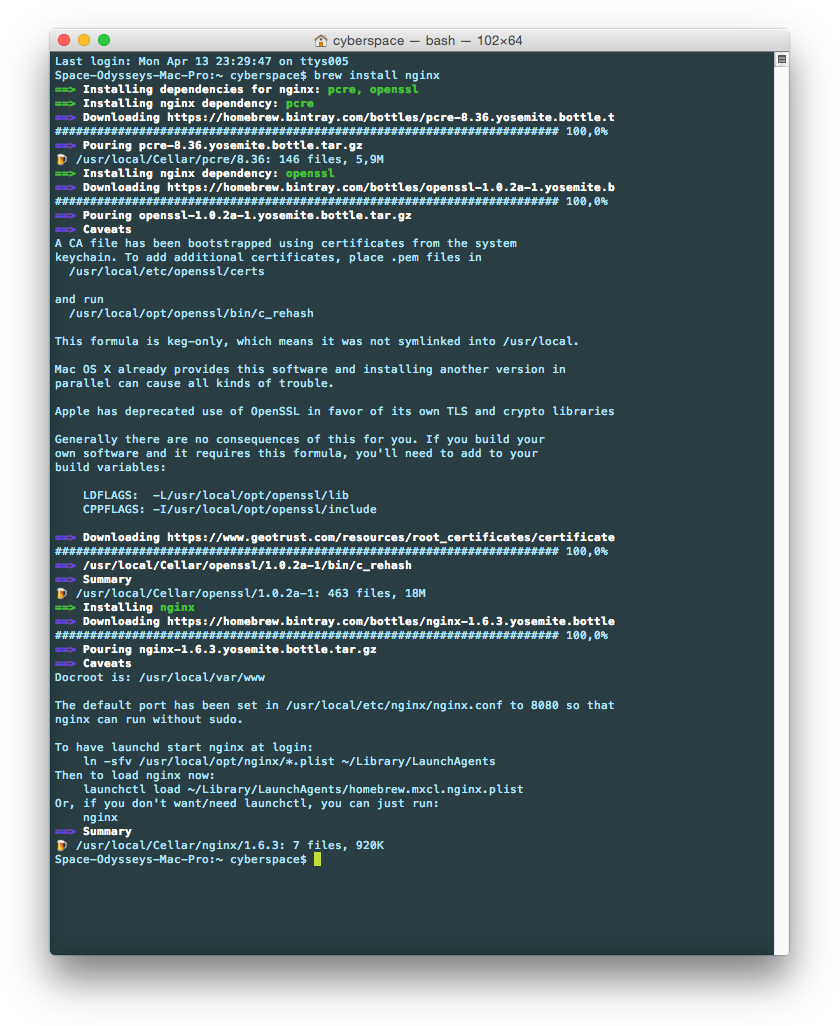 cyberspace — bash — 102×64
Last login: Mon Apr 13 23:29:47 on ttys005
Space-Odysseys-Mac-Pro:~ cyberspace$ brew install nginx
==> Installing dependencies for nginx: pcre, openssl
==> Installing nginx dependency: pcre
==> Downloading https://homebrew.bintray.com/bottles/pcre-8.36.yosemite.bottle.t
######################################################################## 100,0%
==> Pouring pcre-8.36.yosemite.bottle.tar.gz
🍺 /usr/local/Cellar/pcre/8.36: 146 files, 5,9M
==> Installing nginx dependency: openssl
==> Downloading https://homebrew.bintray.com/bottles/openssl-1.0.2a-1.yosemite.b
######################################################################## 100,0%
==> Pouring openssl-1.0.2a-1.yosemite.bottle.tar.gz
==> Caveats
A CA file has been bootstrapped using certificates from the system
keychain. To add additional certificates, place .pem files in
  /usr/local/etc/openssl/certs

and run
  /usr/local/opt/openssl/bin/c_rehash

This formula is keg-only, which means it was not symlinked into /usr/local.

Mac OS X already provides this software and installing another version in
parallel can cause all kinds of trouble.

Apple has deprecated use of OpenSSL in favor of its own TLS and crypto libraries

Generally there are no consequences of this for you. If you build your
own software and it requires this formula, you'll need to add to your
build variables:

    LDFLAGS:  -L/usr/local/opt/openssl/lib
    CPPFLAGS: -I/usr/local/opt/openssl/include

==> Downloading https://www.geotrust.com/resources/root_certificates/certificate
######################################################################## 100,0%
==> /usr/local/Cellar/openssl/1.0.2a-1/bin/c_rehash
==> Summary
🍺 /usr/local/Cellar/openssl/1.0.2a-1: 463 files, 18M
==> Installing nginx
==> Downloading https://homebrew.bintray.com/bottles/nginx-1.6.3.yosemite.bottle
######################################################################## 100,0%
==> Pouring nginx-1.6.3.yosemite.bottle.tar.gz
==> Caveats
Docroot is: /usr/local/var/www

The default port has been set in /usr/local/etc/nginx/nginx.conf to 8080 so that
nginx can run without sudo.

To have launchd start nginx at login:
    ln -sfv /usr/local/opt/nginx/*.plist ~/Library/LaunchAgents
Then to load nginx now:
    launchctl load ~/Library/LaunchAgents/homebrew.mxcl.nginx.plist
Or, if you don't want/need launchctl, you can just run:
    nginx
==> Summary
🍺 /usr/local/Cellar/nginx/1.6.3: 7 files, 920K
Space-Odysseys-Mac-Pro:~ cyberspace$